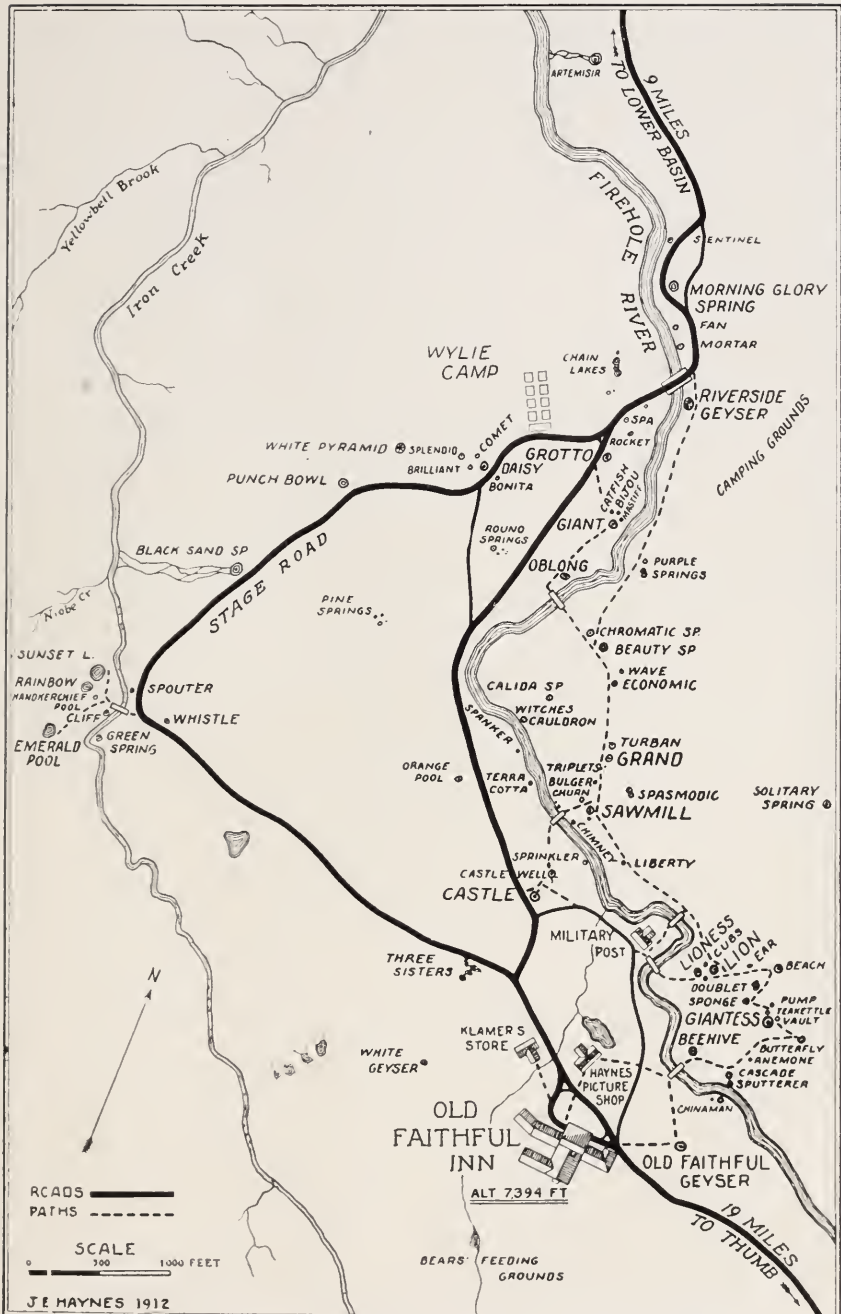 ARTEMISIR
9 MILES
TO LOWER BASIN
FIREHOLE
RIVER
Yellowbell Brook
Iron Creek
SENTINEL
MORNING GLORY
SPRING
FAN
MORTAR
WYLIE
CAMP
CHAIN
LAKES
RIVERSIDE
GEYSER
CAMPING GROUNDS
SPA
ROCKET
GROTTO
COMET
WHITE PYRAMID
SPLENDID
BRILLIANT
DAISY
BONITA
PUNCH BOWL
CATFISH
BIJOU
MASTIFF
GIANT
ROUND
SPRINGS
OBLONG
PURPLE
SPRINGS
BLACK SAND SP
STAGE ROAD
PINE
SPRINGS
Niobe Cr
CHROMATIC SP.
BEAUTY SP
SUNSET L.
RAINBOW
HANDKERCHIEF
POOL
CLIFF
EMERALD
POOL
GREEN
SPRING
SPOUTER
WHISTLE
WAVE
ECONOMIC
CALIDA SP
WITCHES
CAULDRON
SPANKER
TURBAN
GRAND
ORANGE
POOL
TERRA
COTTA
TRIPLETS
BULGER
CHURN
SPASMODIC
SAWMILL
SOLITARY
SPRING
CHIMNEY
SPRINKLER
LIBERTY
CASTLE WELL
CASTLE
MILITARY
POST
LIONESS
CUBS
LION
EAR
BEACH
DOUBLET
SPONGE
PUMP
TEAKETTLE
VAULT
GIANTESS
BEEHIVE
BUTTERFLY
ANEMONE
CASCADE
SPUTTERER
CHINAMAN
THREE
SISTERS
N
WHITE
GEYSER
KLAMER'S
STORE
HAYNES
PICTURE
SHOP
OLD
FAITHFUL
INN
ALT 7,394 FT
OLD FAITHFUL
GEYSER
19 MILES
TO THUMB
ROADS
PATHS
SCALE
0 500 1000 FEET
BEARS' FEEDING
GROUNDS
J E HAYNES 1912